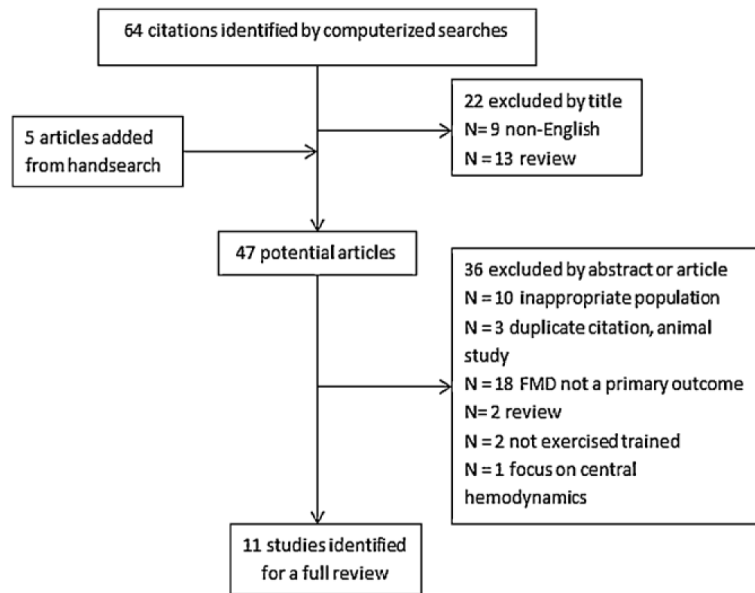 64 citations identified by computerized searches
22 excluded by title
N= 9 non-English
N = 13 review
5 articles added
from handsearch
47 potential articles
36 excluded by abstract or article
N = 10 inappropriate population
N = 3 duplicate citation, animal
study
N = 18 FMD not a primary outcome
N= 2 review
N = 2 not exercised trained
N = 1 focus on central
hemodynamics
11 studies identified
for a full review